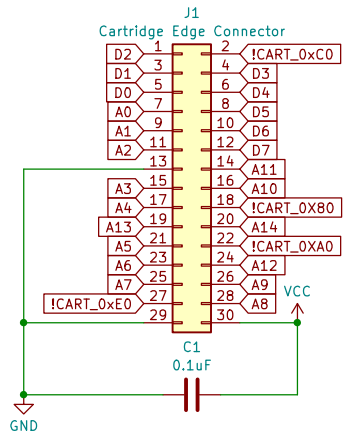 J1
Cartridge Edge Connector
D2 1 2 !CART_0xC0
D1 3 4 D3
D0 5 6 D4
A0 7 8 D5
A1 9 10 D6
A2 11 12 D7
13 14 A11
A3 15 16 A10
A4 17 18 !CART_0X80
A13 19 20 A14
A5 21 22 !CART_0XA0
A6 23 24 A12
A7 25 26 A9
!CART_0xE0 27 28 A8
29 30
VCC
C1
0.1uF
GND